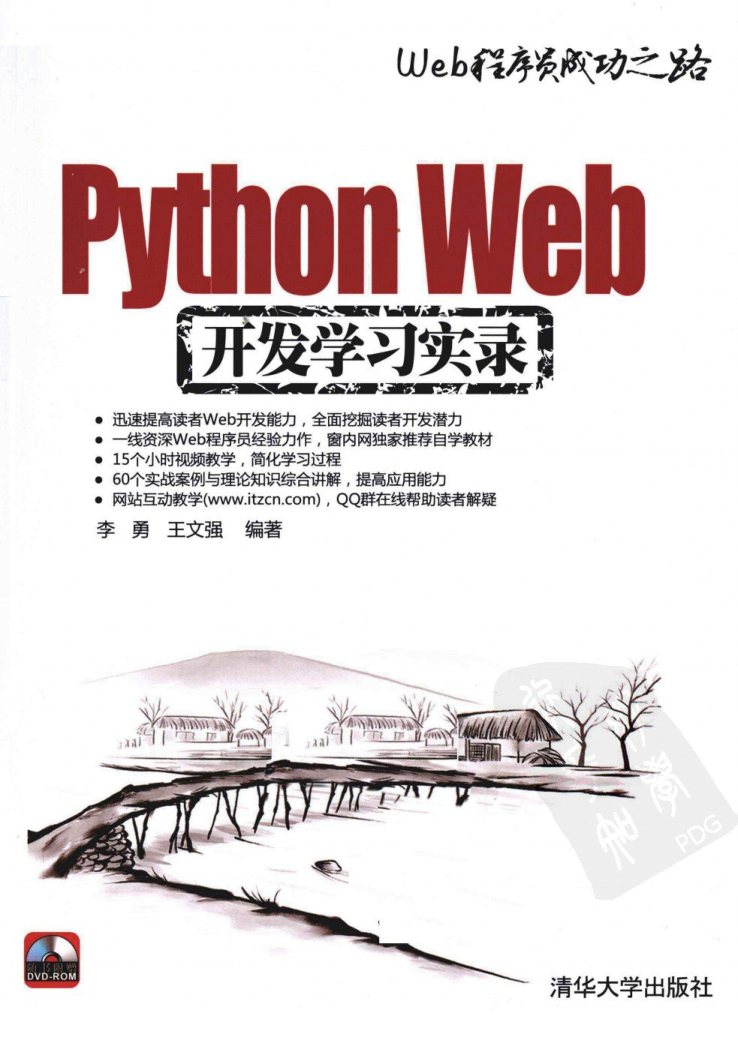 Web程序员成功之路
Python Web
开发学习实录
● 迅速提高读者Web开发能力，全面挖掘读者开发潜力
● 一线资深Web程序员经验力作，窗内网独家推荐自学教材
● 15个小时视频教学，简化学习过程
● 60个实战案例与理论知识综合讲解，提高应用能力
● 网站互动教学(www.itzcn.com)，QQ群在线帮助读者解疑
李 勇 王文强 编著
PDG
DVD-ROM
清华大学出版社